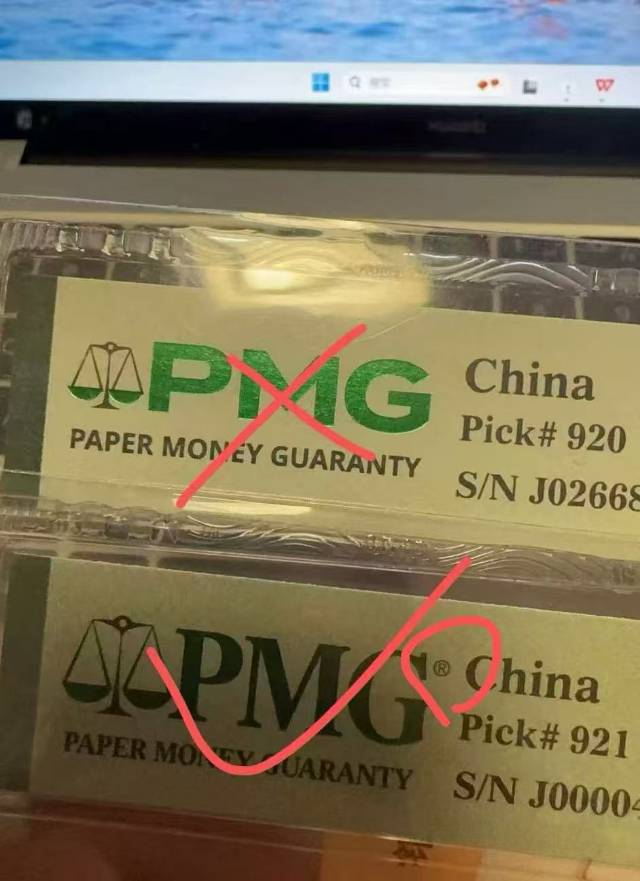 PMG
PAPER MONEY GUARANTY
China
Pick# 920
S/N J02668
PMG®
PAPER MONEY GUARANTY
China
Pick# 921
S/N J00004